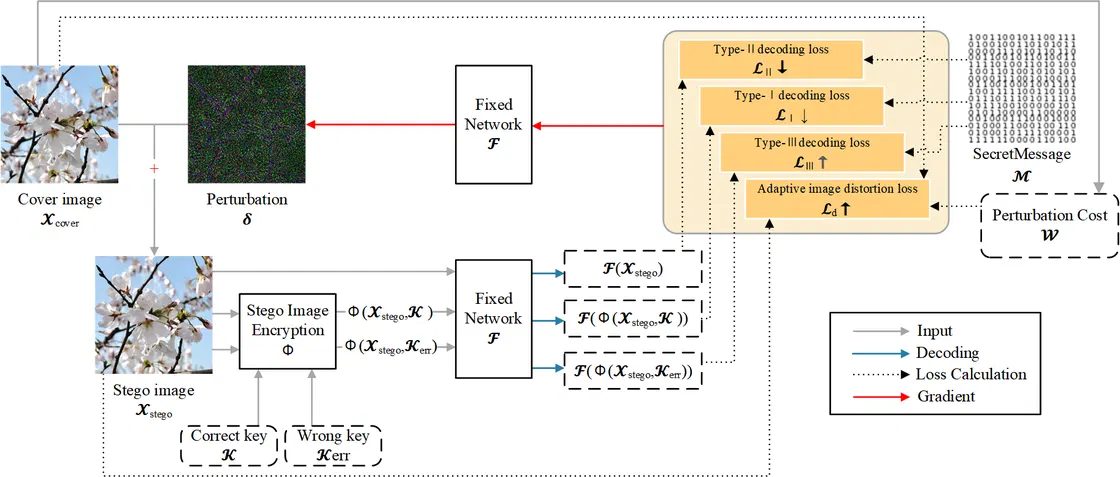 Type-Ⅱ decoding loss
𝓛Ⅱ ↓
Type-Ⅰ decoding loss
𝓛Ⅰ ↓
Type-Ⅲ decoding loss
𝓛Ⅲ ↑
Adaptive image distortion loss
𝓛d ↑
Fixed
Network
𝓕
SecretMessage
𝓜
Cover image
𝓧cover
+
Perturbation
δ
Perturbation Cost
𝓦
Stego Image
Encryption
Φ
Φ(𝓧stego,𝓚 )
Φ(𝓧stego,𝓚err)
Fixed
Network
𝓕
𝓕(𝓧stego)
𝓕(Φ(𝓧stego,𝓚 ))
𝓕(Φ(𝓧stego,𝓚err))
Stego image
𝓧stego
Correct key
𝓚
Wrong key
𝓚err
Input
Decoding
Loss Calculation
Gradient